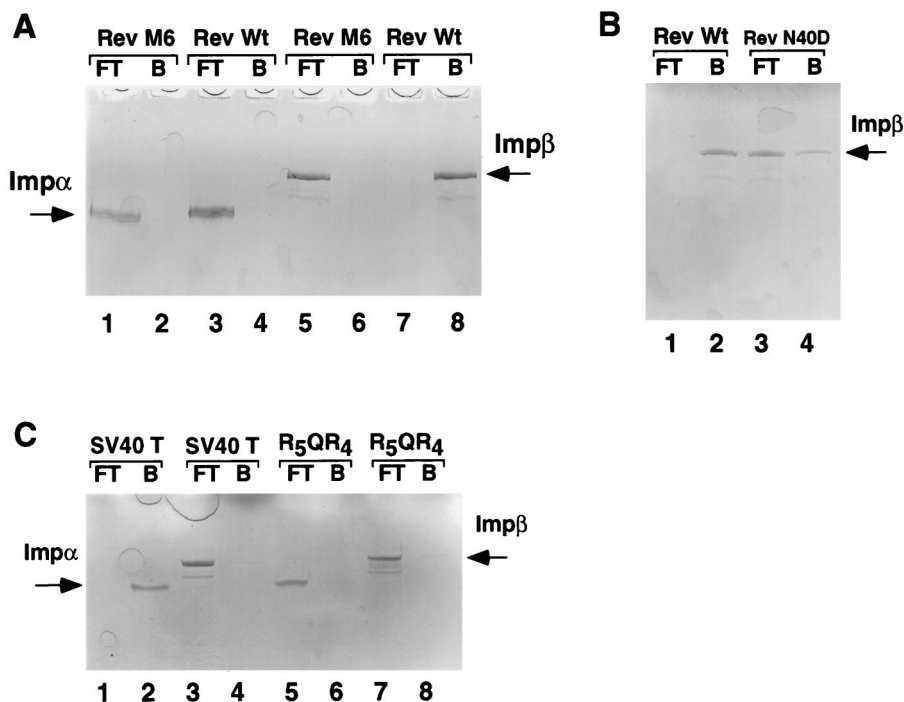 A
Rev M6 Rev Wt Rev M6 Rev Wt
FT B FT B FT B FT B
Impα
Impβ
1 2 3 4 5 6 7 8
B
Rev Wt Rev N40D
FT B FT B
Impβ
1 2 3 4
C
SV40 T SV40 T R5QR4 R5QR4
FT B FT B FT B FT B
Impα
Impβ
1 2 3 4 5 6 7 8